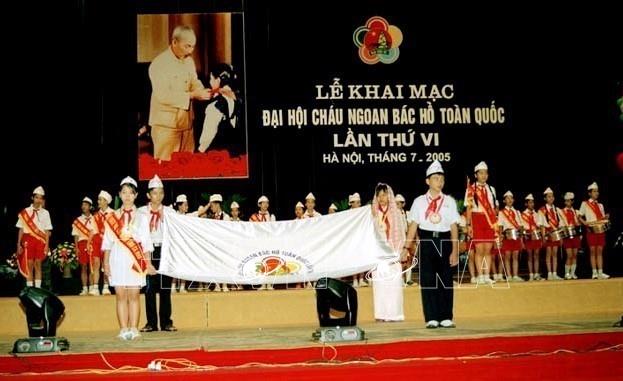 LỄ KHAI MẠC
ĐẠI HỘI CHÁU NGOAN BÁC HỒ TOÀN QUỐC
LẦN THỨ VI
HÀ NỘI, THÁNG 7 - 2005